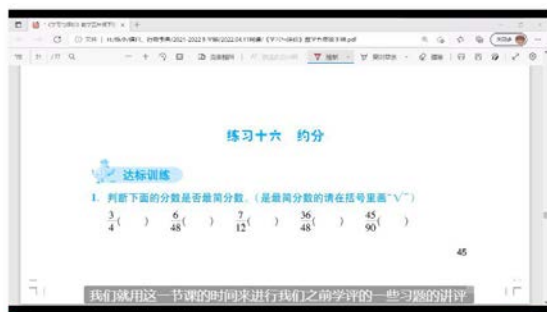 练习十六 约分
达标训练
1. 判断下面的分数是否最简分数。(是最简分数的请在括号里画“√”)
3/4( ) 6/48( ) 7/12( ) 36/48( ) 45/90( )
45
我们就用这一节课的时间来进行我们之前学评的一些习题的讲评